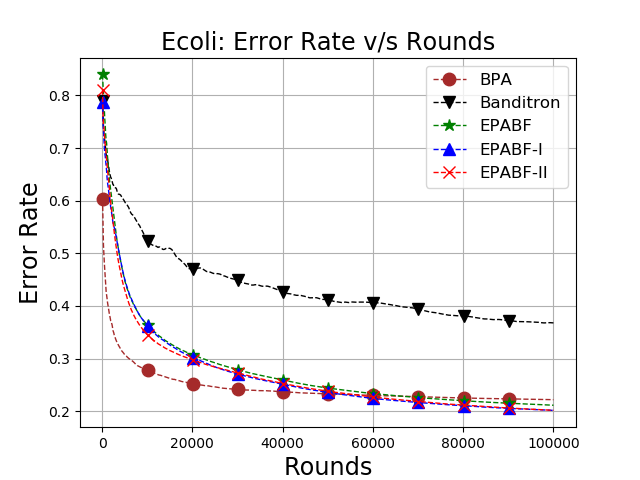 Ecoli: Error Rate v/s Rounds
BPA
Banditron
EPABF
EPABF-I
EPABF-II
Error Rate
0.8
0.7
0.6
0.5
0.4
0.3
0.2
0 20000 40000 60000 80000 100000
Rounds